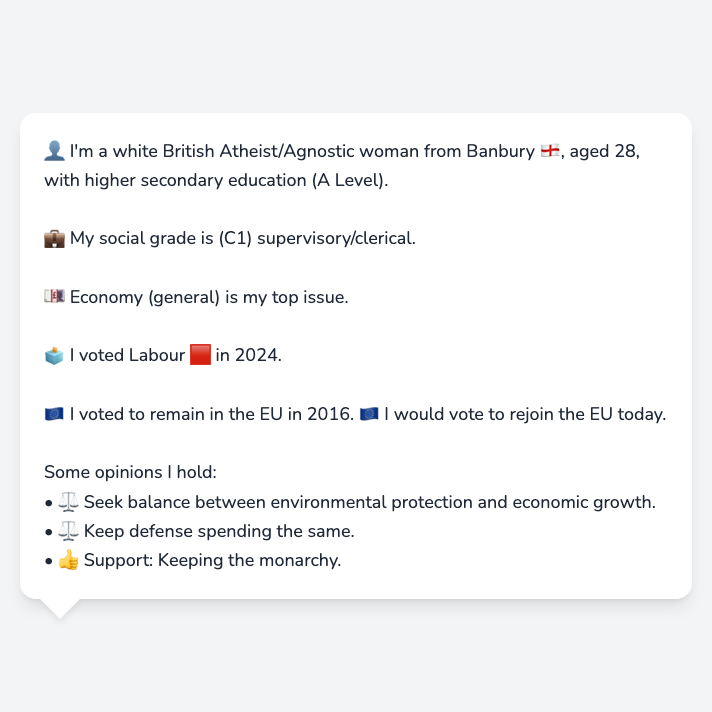 👤 I'm a white British Atheist/Agnostic woman from Banbury 🏴󠁧󠁢󠁥󠁮󠁧󠁿, aged 28,
with higher secondary education (A Level).
💼 My social grade is (C1) supervisory/clerical.
💷 Economy (general) is my top issue.
🗳️ I voted Labour 🟥 in 2024.
🇪🇺 I voted to remain in the EU in 2016. 🇪🇺 I would vote to rejoin the EU today.
Some opinions I hold:
• ⚖️ Seek balance between environmental protection and economic growth.
• ⚖️ Keep defense spending the same.
• 👍 Support: Keeping the monarchy.